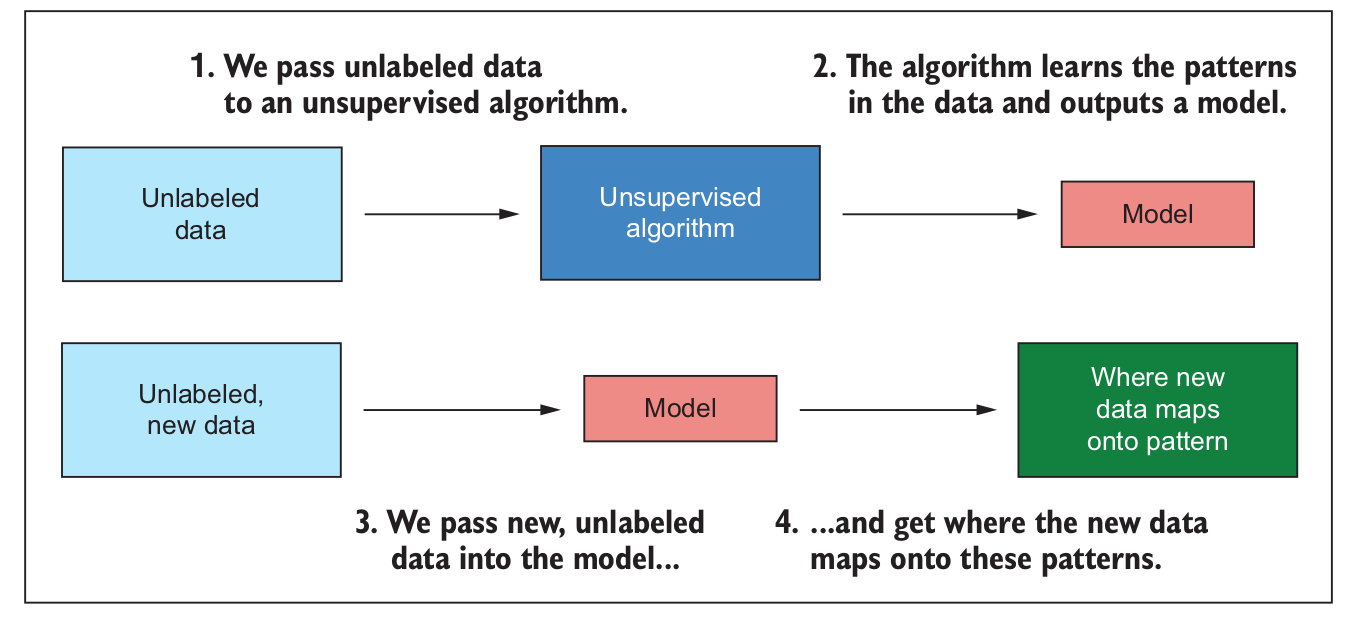 1. We pass unlabeled data
to an unsupervised algorithm.
2. The algorithm learns the patterns
in the data and outputs a model.
Unlabeled
data
Unsupervised
algorithm
Model
Unlabeled,
new data
Model
Where new
data maps
onto pattern
3. We pass new, unlabeled
data into the model...
4. ...and get where the new data
maps onto these patterns.